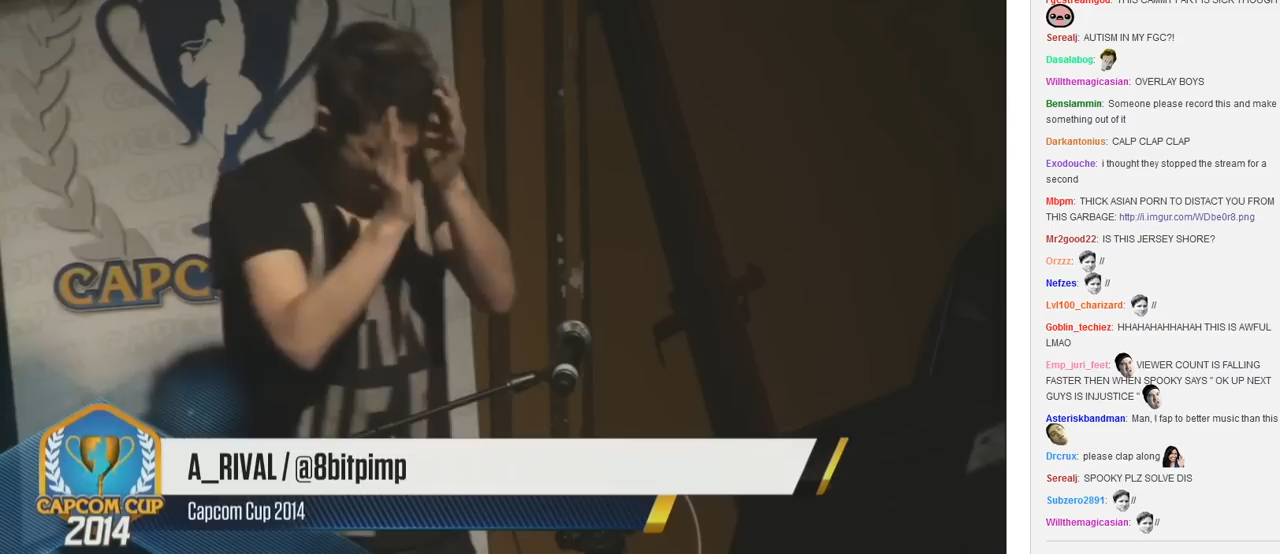 CAPC
CAPCOM CUP
2014
A_RIVAL / @8bitpimp
Capcom Cup 2014
Serealj: AUTISM IN MY FGC?!
Dasalabog:
Willthemagicasian: OVERLAY BOYS
Benslammin: Someone please record this and make
something out of it
Darkantonius: CALP CLAP CLAP
Exodouche: i thought they stopped the stream for a
second
Mbpm: THICK ASIAN PORN TO DISTACT YOU FROM
THIS GARBAGE: http://i.imgur.com/WDbe0r8.png
Mr2good22: IS THIS JERSEY SHORE?
Orzzz: //
Nefzes: //
Lvl100_charizard: //
Goblin_techiez: HHAHAHAHHAHAH THIS IS AWFUL
LMAO
Emp_juri_feet: VIEWER COUNT IS FALLING
FASTER THEN WHEN SPOOKY SAYS " OK UP NEXT
GUYS IS INJUSTICE "
Asteriskbandman: Man, I fap to better music than this
Drcrux: please clap along
Serealj: SPOOKY PLZ SOLVE DIS
Subzero2891: //
Willthemagicasian: //